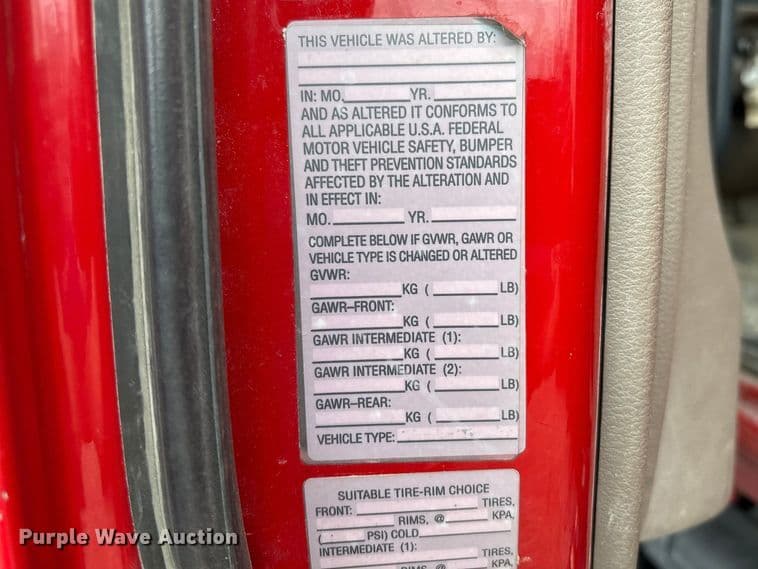 THIS VEHICLE WAS ALTERED BY:
IN: MO. YR.
AND AS ALTERED IT CONFORMS TO
ALL APPLICABLE U.S.A. FEDERAL
MOTOR VEHICLE SAFETY, BUMPER
AND THEFT PREVENTION STANDARDS
AFFECTED BY THE ALTERATION AND
IN EFFECT IN:
MO. YR.
COMPLETE BELOW IF GVWR, GAWR OR
VEHICLE TYPE IS CHANGED OR ALTERED
GVWR:
KG ( LB)
GAWR–FRONT:
KG ( LB)
GAWR INTERMEDIATE (1):
KG ( LB)
GAWR INTERMEDIATE (2):
KG ( LB)
GAWR–REAR:
KG ( LB)
VEHICLE TYPE:
SUITABLE TIRE-RIM CHOICE
FRONT: TIRES,
RIMS, @ KPA,
( PSI) COLD
INTERMEDIATE (1): TIRES,
RIMS, @ KPA,
Purple Wave Auction